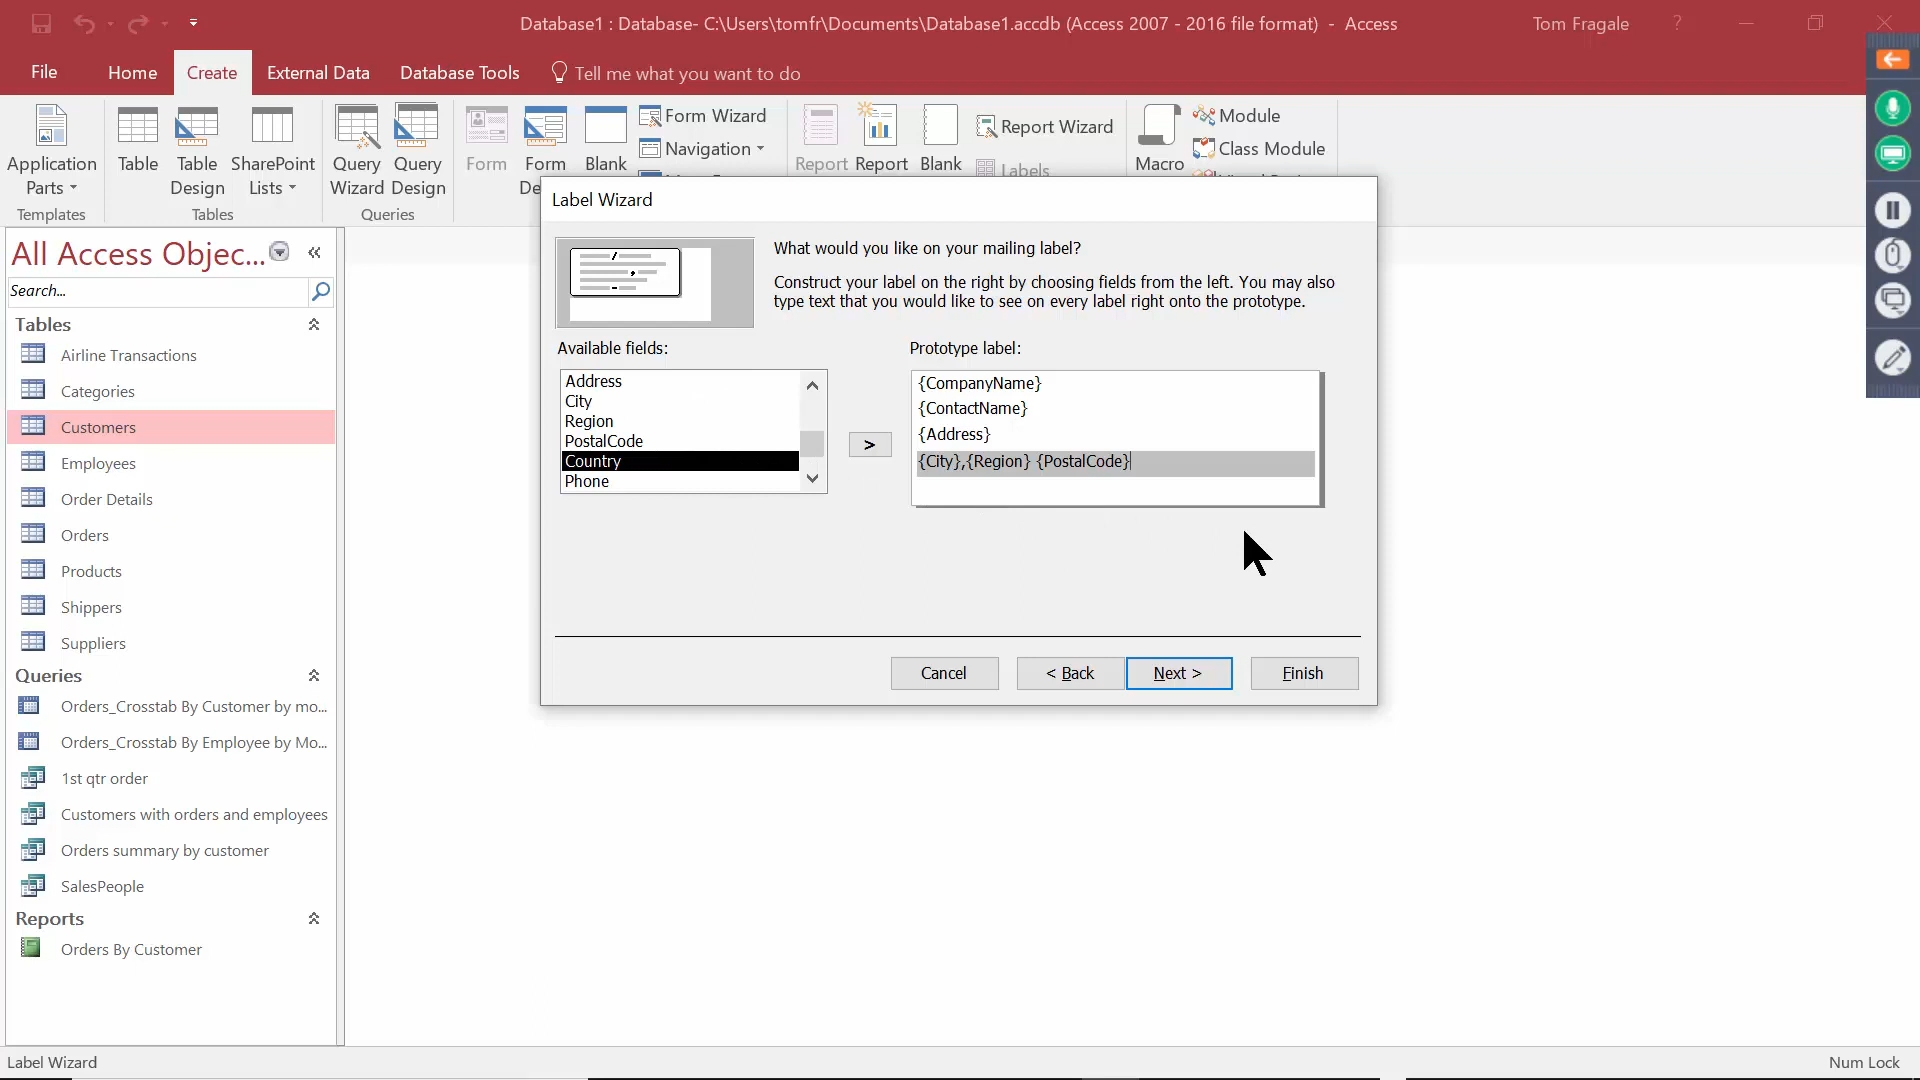 Database1 : Database- C:\Users\tomfr\Documents\Database1.accdb (Access 2007 - 2016 file format) - Access
Tom Fragale
?
File
Home
Create
External Data
Database Tools
Tell me what you want to do
Application Parts
Table
Table Design
SharePoint Lists
Query Wizard
Query Design
Form
Form
Blank
Form Wizard
Navigation
Report
Report
Blank
Report Wizard
Labels
Macro
Module
Class Module
Templates
Tables
Queries
All Access Objec...
Search...
Tables
Airline Transactions
Categories
Customers
Employees
Order Details
Orders
Products
Shippers
Suppliers
Queries
Orders_Crosstab By Customer by mo...
Orders_Crosstab By Employee by Mo...
1st qtr order
Customers with orders and employees
Orders summary by customer
SalesPeople
Reports
Orders By Customer
Label Wizard
What would you like on your mailing label?
Construct your label on the right by choosing fields from the left. You may also
type text that you would like to see on every label right onto the prototype.
Available fields:
Address
City
Region
PostalCode
Country
Phone
>
Prototype label:
{CompanyName}
{ContactName}
{Address}
{City},{Region} {PostalCode}
Cancel
< Back
Next >
Finish
Label Wizard
Num Lock